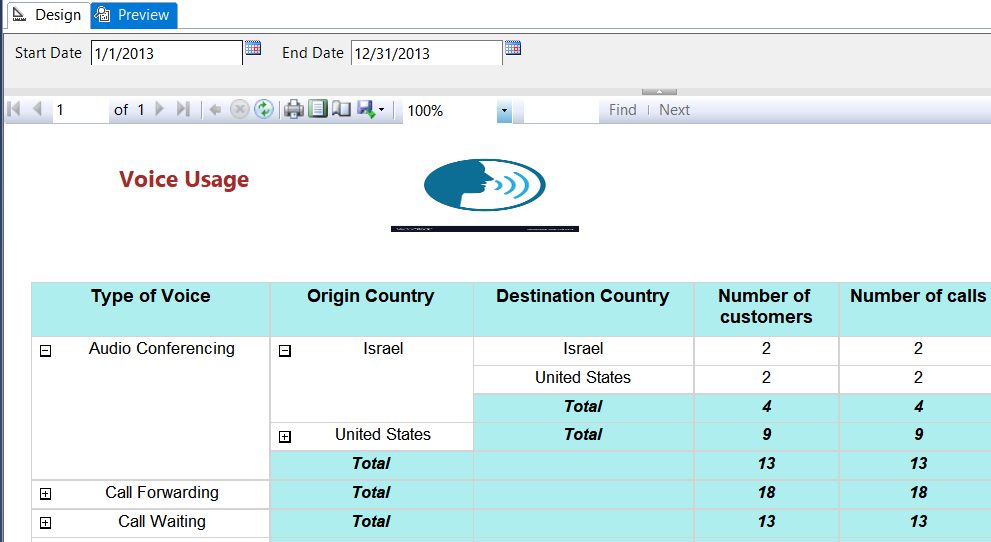 Design Preview
Start Date 1/1/2013 End Date 12/31/2013
1 of 1 100% Find Next
Voice Usage
Type of Voice Origin Country Destination Country Number of customers Number of calls
Audio Conferencing Israel Israel 2 2
United States 2 2
Total 4 4
United States Total 9 9
Total 13 13
Call Forwarding Total 18 18
Call Waiting Total 13 13